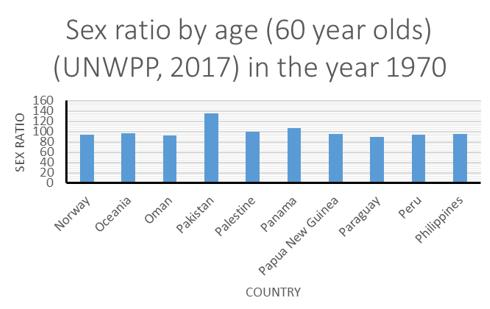 Sex ratio by age (60 year olds)
(UNWPP, 2017) in the year 1970
SEX RATIO
160
140
120
100
80
60
40
20
0
Norway
Oceania
Oman
Pakistan
Palestine
Panama
Papua New Guinea
Paraguay
Peru
Philippines
COUNTRY